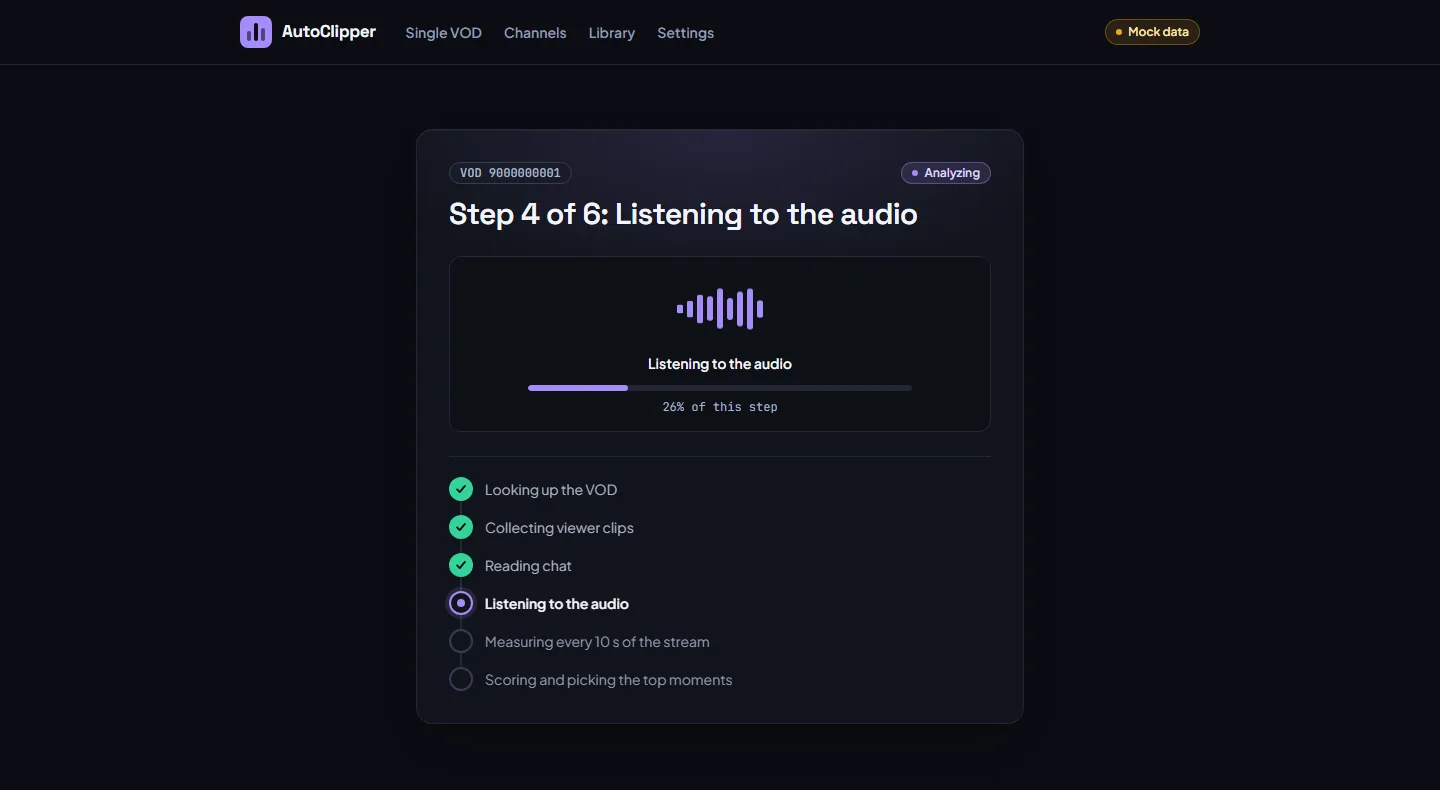 AutoClipper
Single VOD
Channels
Library
Settings
Mock data
VOD 9000000001
Analyzing
Step 4 of 6: Listening to the audio
Listening to the audio
26% of this step
Looking up the VOD
Collecting viewer clips
Reading chat
Listening to the audio
Measuring every 10 s of the stream
Scoring and picking the top moments